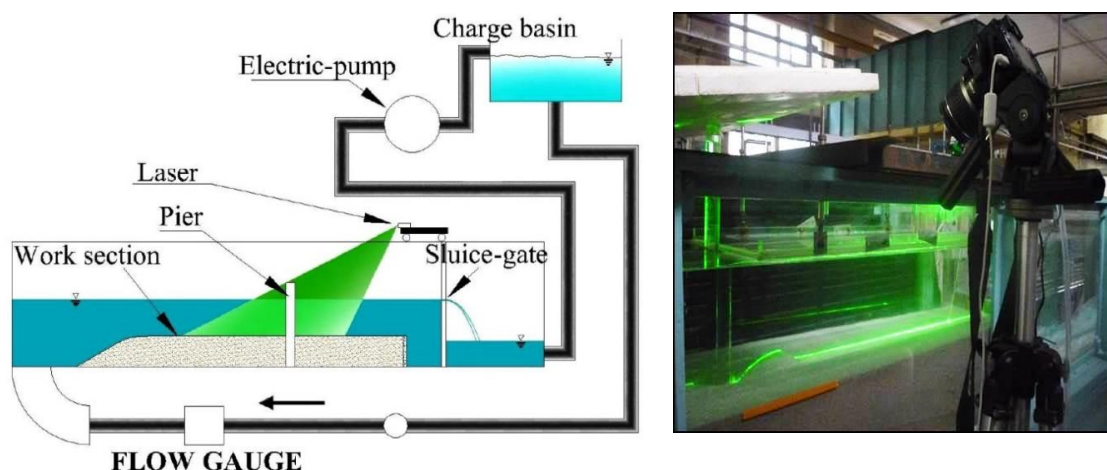 Charge basin
Electric-pump
Laser
Pier
Work section
Sluice-gate
FLOW GAUGE